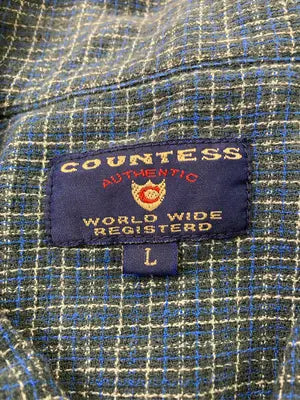 COUNTESS
AUTHENTIC
WORLD WIDE
REGISTERD
L